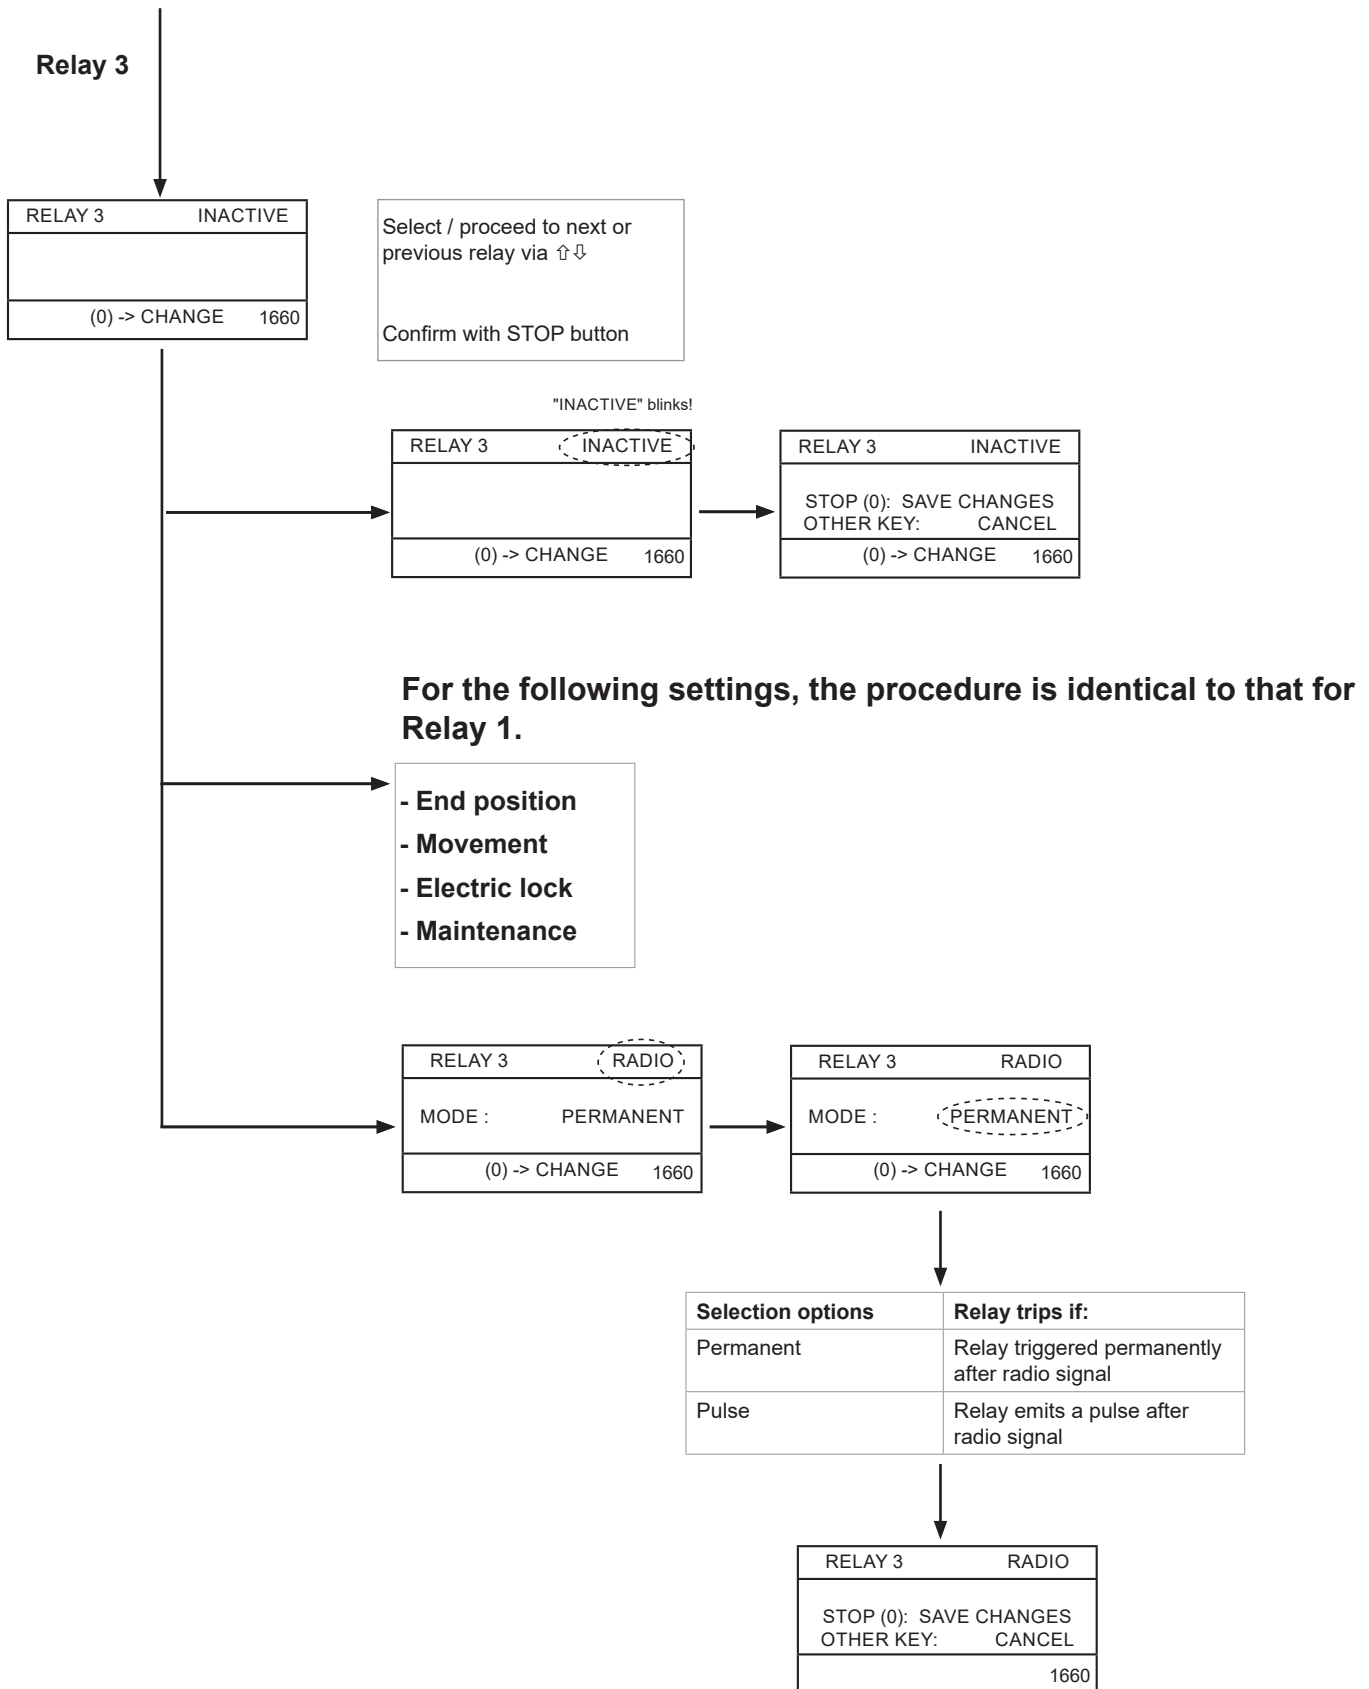 Relay 3
RELAY 3 INACTIVE
(0) -> CHANGE 1660
Select / proceed to next or
previous relay via ⇧⇩
Confirm with STOP button
"INACTIVE" blinks!
RELAY 3 INACTIVE
(0) -> CHANGE 1660
RELAY 3 INACTIVE
STOP (0): SAVE CHANGES
OTHER KEY: CANCEL
(0) -> CHANGE 1660
For the following settings, the procedure is identical to that for
Relay 1.
- End position
- Movement
- Electric lock
- Maintenance
RELAY 3 RADIO
MODE : PERMANENT
(0) -> CHANGE 1660
RELAY 3 RADIO
MODE : PERMANENT
(0) -> CHANGE 1660
Selection options Relay trips if:
Permanent Relay triggered permanently
after radio signal
Pulse Relay emits a pulse after
radio signal
RELAY 3 RADIO
STOP (0): SAVE CHANGES
OTHER KEY: CANCEL
1660